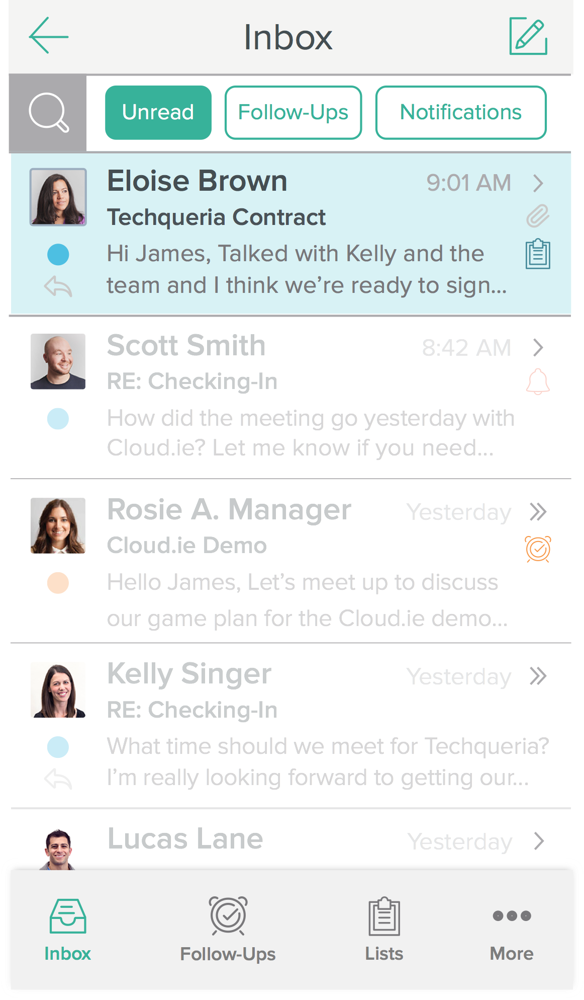 Inbox
Unread
Follow-Ups
Notifications
Eloise Brown
9:01 AM
Techqueria Contract
Hi James, Talked with Kelly and the
team and I think we’re ready to sign...
Scott Smith
8:42 AM
RE: Checking-In
How did the meeting go yesterday with
Cloud.ie? Let me know if you need...
Rosie A. Manager
Yesterday
Cloud.ie Demo
Hello James, Let’s meet up to discuss
our game plan for the Cloud.ie demo...
Kelly Singer
Yesterday
RE: Checking-In
What time should we meet for Techqueria?
I’m really looking forward to getting our...
Lucas Lane
Yesterday
Inbox
Follow-Ups
Lists
More